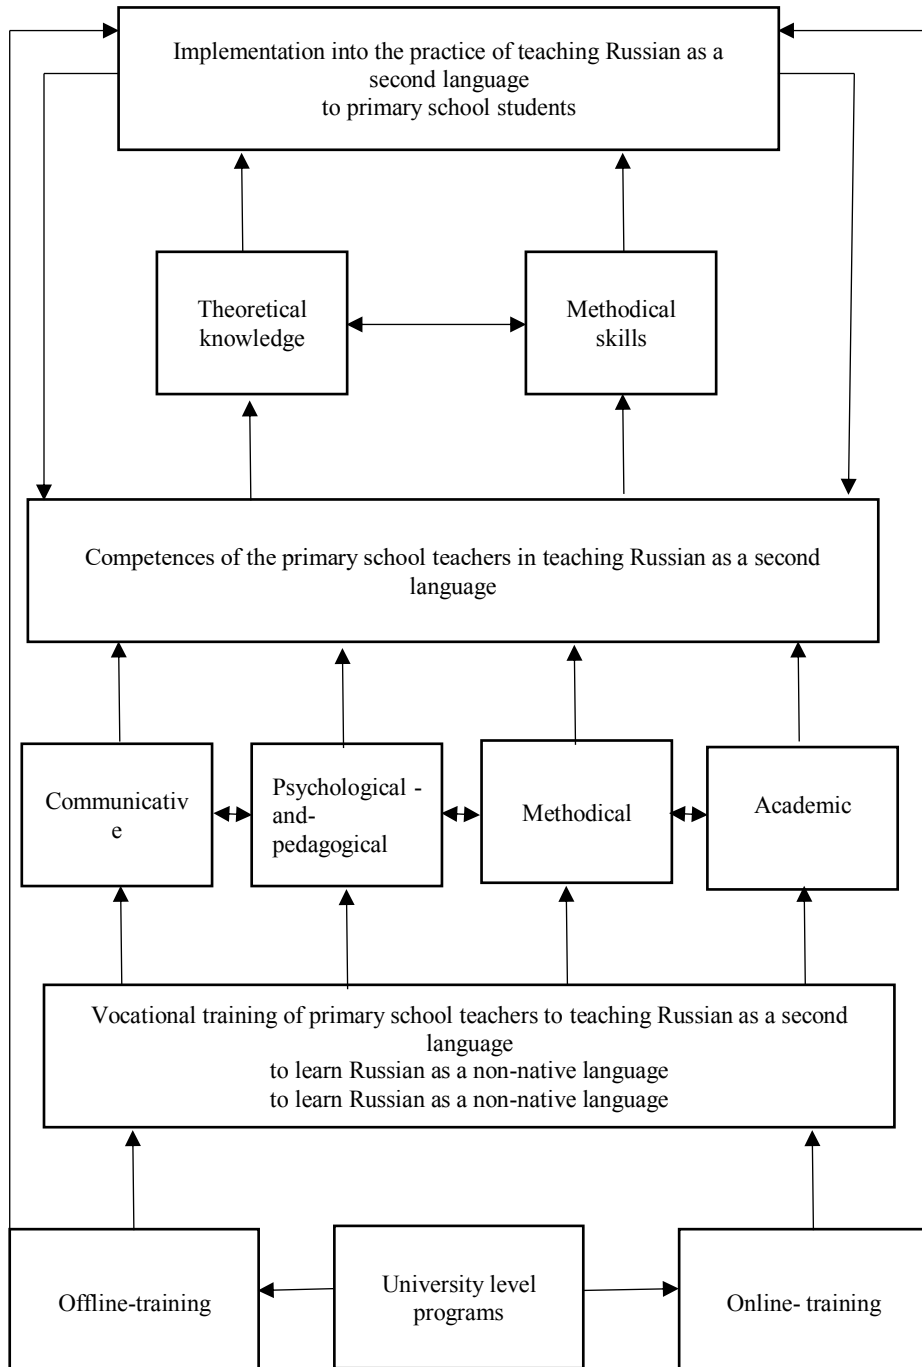 Implementation into the practice of teaching Russian as a
second language
to primary school students
Theoretical
knowledge
Methodical
skills
Competences of the primary school teachers in teaching Russian as a second
language
Communicativ
e
Psychological -
and-
pedagogical
Methodical
Academic
Vocational training of primary school teachers to teaching Russian as a second
language
to learn Russian as a non-native language
to learn Russian as a non-native language
Offline-training
University level
programs
Online- training